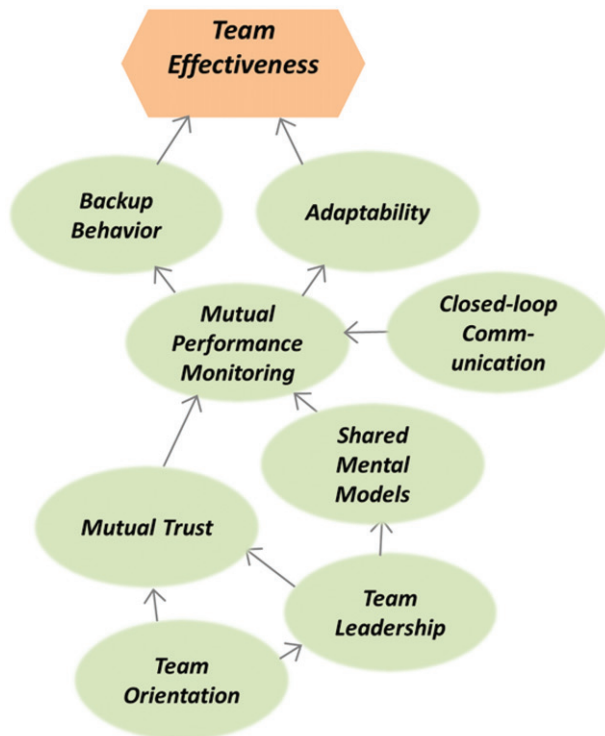 Team
Effectiveness
Backup
Behavior
Adaptability
Mutual
Performance
Monitoring
Closed-loop
Comm-
unication
Shared
Mental
Models
Mutual Trust
Team
Leadership
Team
Orientation